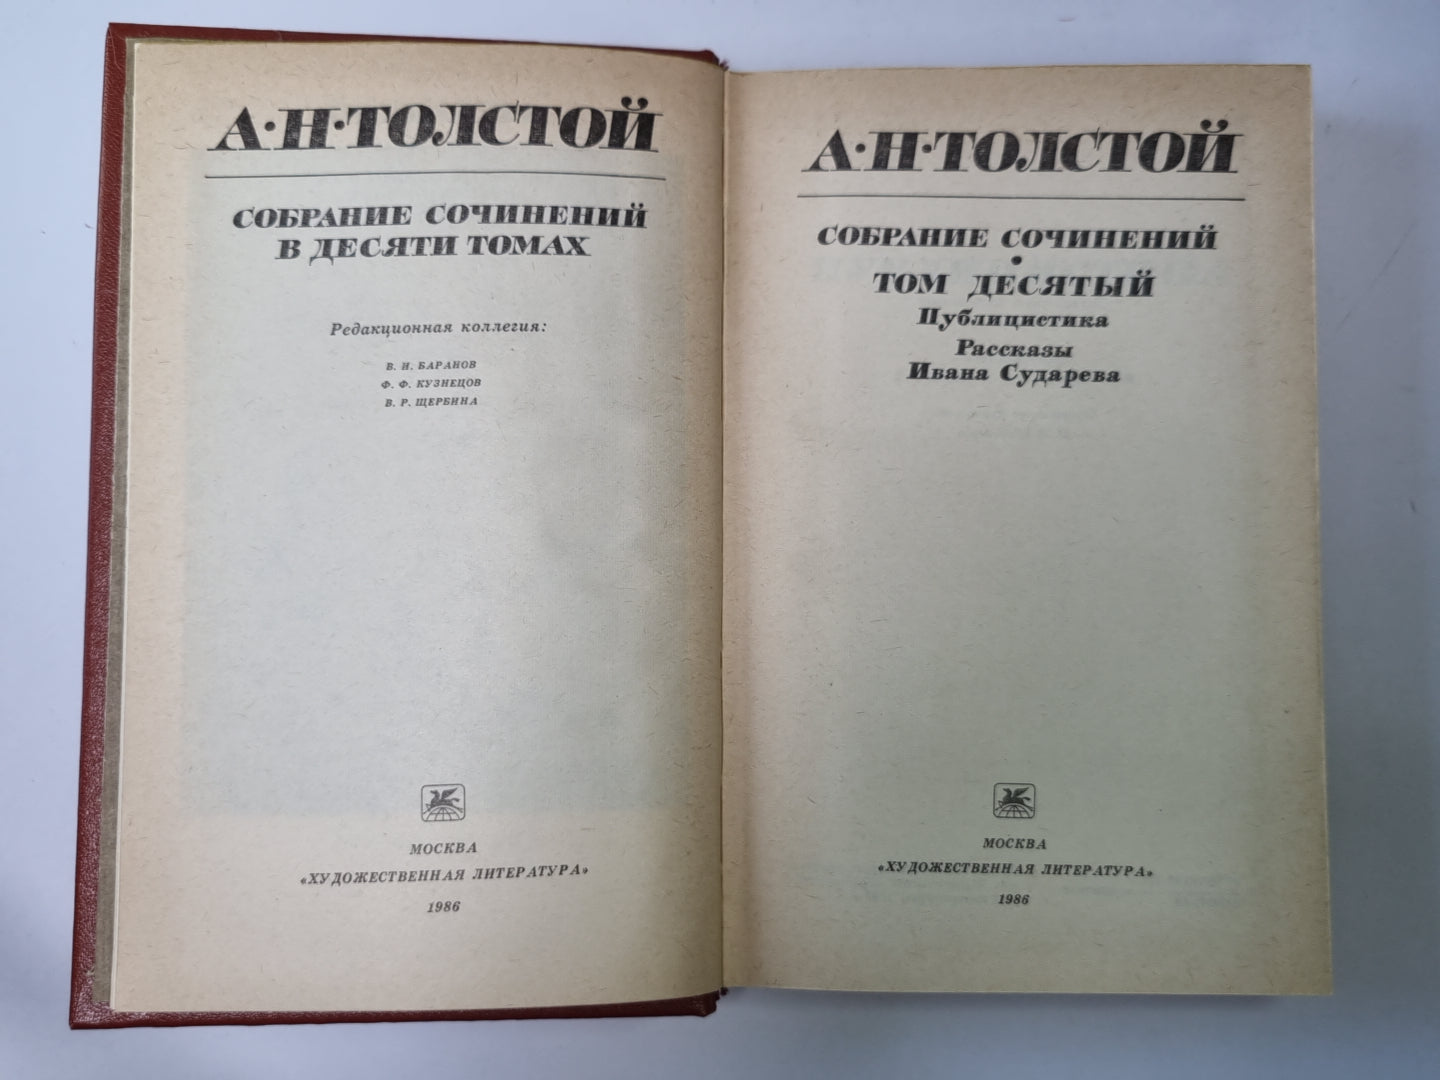 А·Н·ТОЛСТОЙ
СОБРАНИЕ СОЧИНЕНИЙ
В ДЕСЯТИ ТОМАХ
Редакционная коллегия:
В. И. БАРАНОВ
Ф. Ф. КУЗНЕЦОВ
В. Р. ЩЕРБИНА
МОСКВА
«ХУДОЖЕСТВЕННАЯ ЛИТЕРАТУРА»
1986
А·Н·ТОЛСТОЙ
СОБРАНИЕ СОЧИНЕНИЙ
•
ТОМ ДЕСЯТЫЙ
Публицистика
Рассказы
Ивана Сударева
МОСКВА
«ХУДОЖЕСТВЕННАЯ ЛИТЕРАТУРА»
1986